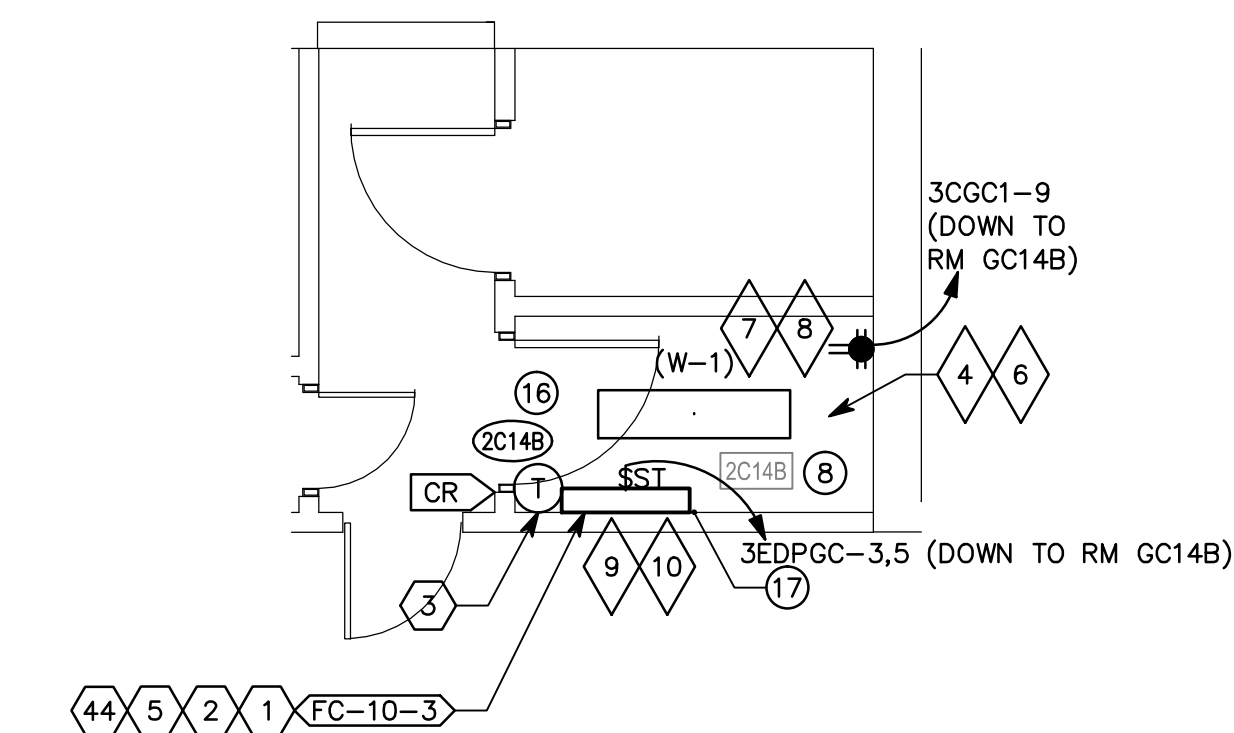 3CGC1-9
(DOWN TO
RM GC14B)
7
8
(W-1)
4
6
16
2C14B
2C14B
8
CR
T
$ST
3EDPGC-3,5 (DOWN TO RM GC14B)
9
10
17
3
44
5
2
1
FC-10-3